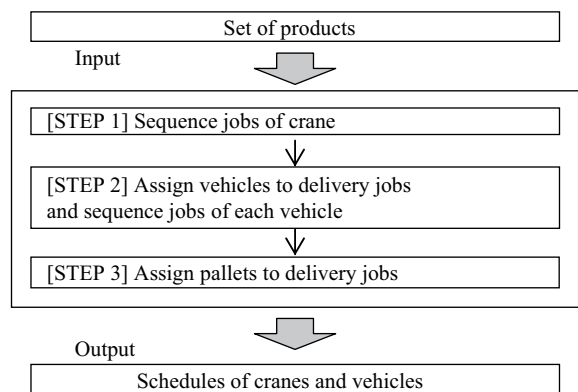 Set of products
Input
[STEP 1] Sequence jobs of crane
[STEP 2] Assign vehicles to delivery jobs
and sequence jobs of each vehicle
[STEP 3] Assign pallets to delivery jobs
Output
Schedules of cranes and vehicles